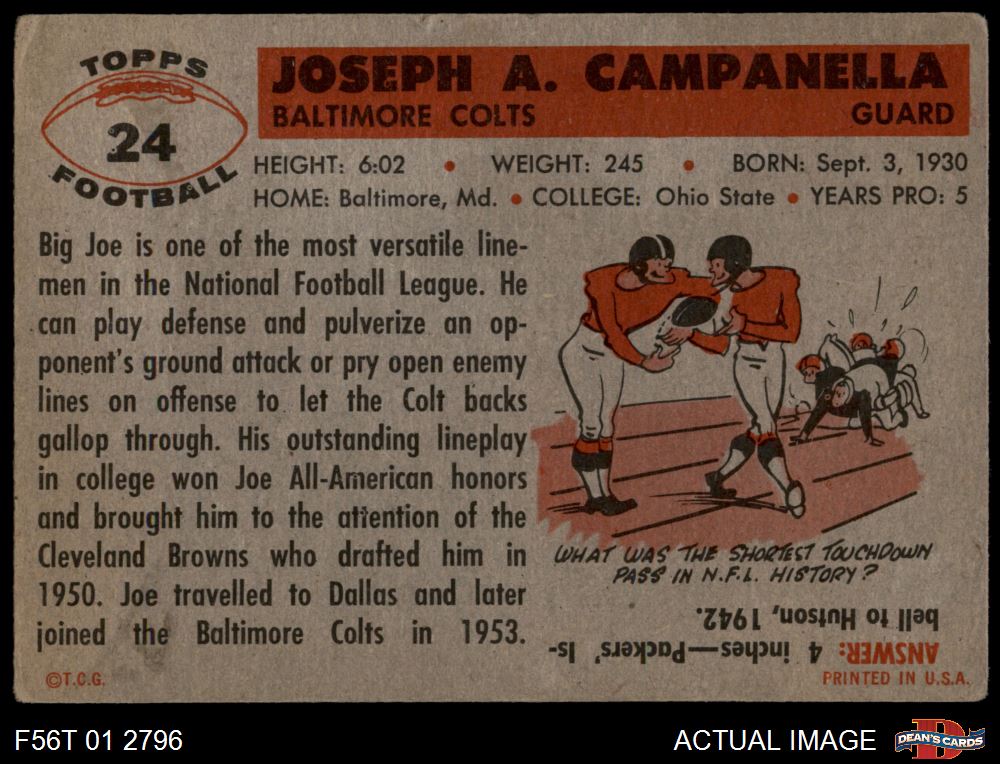 TOPPS
24
FOOTBALL
JOSEPH A. CAMPANELLA
BALTIMORE COLTS GUARD
HEIGHT: 6:02 • WEIGHT: 245 • BORN: Sept. 3, 1930
HOME: Baltimore, Md. • COLLEGE: Ohio State • YEARS PRO: 5
Big Joe is one of the most versatile line-
men in the National Football League. He
can play defense and pulverize an op-
ponent's ground attack or pry open enemy
lines on offense to let the Colt backs
gallop through. His outstanding lineplay
in college won Joe All-American honors
and brought him to the attention of the
Cleveland Browns who drafted him in
1950. Joe travelled to Dallas and later
joined the Baltimore Colts in 1953.
WHAT WAS THE SHORTEST TOUCHDOWN
PASS IN N.F.L. HISTORY?
ANSWER: 4 inches—Packers' Is-
bell to Hutson, 1942.
©T.C.G.
PRINTED IN U.S.A.
F56T 01 2796
ACTUAL IMAGE
DEAN'S CARDS